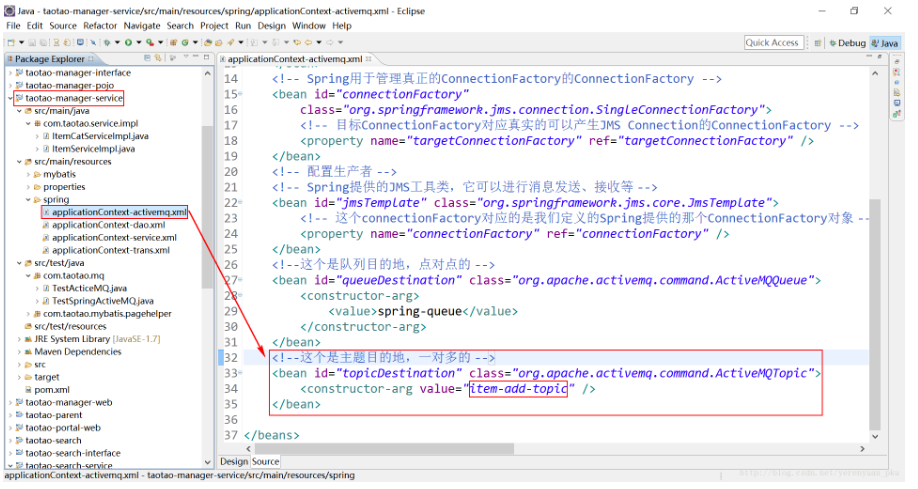 Java - taotao-manager-service/src/main/resources/spring/applicationContext-activemq.xml - Eclipse
File Edit Source Refactor Navigate Search Project Run Design Window Help
Quick Access
Debug
Java
Package Explorer
taotao-manager-interface
taotao-manager-pojo
taotao-manager-service
src/main/java
com.taotao.service.impl
ItemCatServiceImpl.java
ItemServiceImpl.java
src/main/resources
mybatis
properties
spring
applicationContext-activemq.xml
applicationContext-dao.xml
applicationContext-service.xml
applicationContext-trans.xml
src/test/java
com.taotao.mq
TestActiceMQ.java
TestSpringActiveMQ.java
com.taotao.mybatis.pagehelper
src/test/resources
JRE System Library [JavaSE-1.7]
Maven Dependencies
src
target
pom.xml
taotao-manager-web
taotao-parent
taotao-portal-web
taotao-search
taotao-search-interface
taotao-search-service
applicationContext-activemq.xml
14 <!-- Spring用于管理真正的ConnectionFactory的ConnectionFactory -->
15 <bean id="connectionFactory"
16 class="org.springframework.jms.connection.SingleConnectionFactory">
17 <!-- 目标ConnectionFactory对应真实的可以产生JMS Connection的ConnectionFactory -->
18 <property name="targetConnectionFactory" ref="targetConnectionFactory" />
19 </bean>
20 <!-- 配置生产者 -->
21 <!-- Spring提供的JMS工具类，它可以进行消息发送、接收等 -->
22 <bean id="jmsTemplate" class="org.springframework.jms.core.JmsTemplate">
23 <!-- 这个connectionFactory对应的是我们定义的Spring提供的那个ConnectionFactory对象 --
24 <property name="connectionFactory" ref="connectionFactory" />
25 </bean>
26 <!--这个是队列目的地，点对点的 -->
27 <bean id="queueDestination" class="org.apache.activemq.command.ActiveMQQueue">
28 <constructor-arg>
29 <value>spring-queue</value>
30 </constructor-arg>
31 </bean>
32 <!--这个是主题目的地，一对多的 -->
33 <bean id="topicDestination" class="org.apache.activemq.command.ActiveMQTopic">
34 <constructor-arg value="item-add-topic" />
35 </bean>
36
37 </beans>
Design Source
applicationContext-activemq.xml - taotao-manager-service/src/main/resources/spring